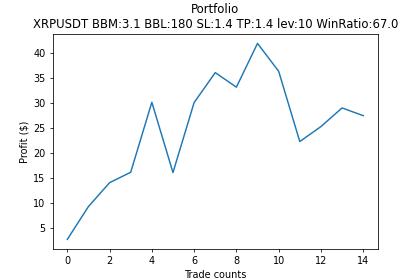 Portfolio
XRPUSDT BBM:3.1 BBL:180 SL:1.4 TP:1.4 lev:10 WinRatio:67.0
40
35
30
25
20
15
10
5
Profit ($)
0 2 4 6 8 10 12 14
Trade counts